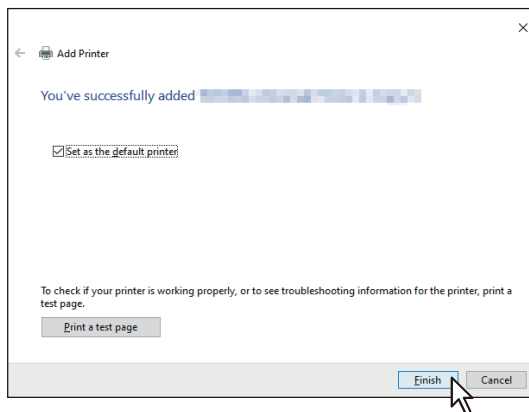 Add Printer
You've successfully added
Set as the default printer
To check if your printer is working properly, or to see troubleshooting information for the printer, print a
test page.
Print a test page
Finish
Cancel